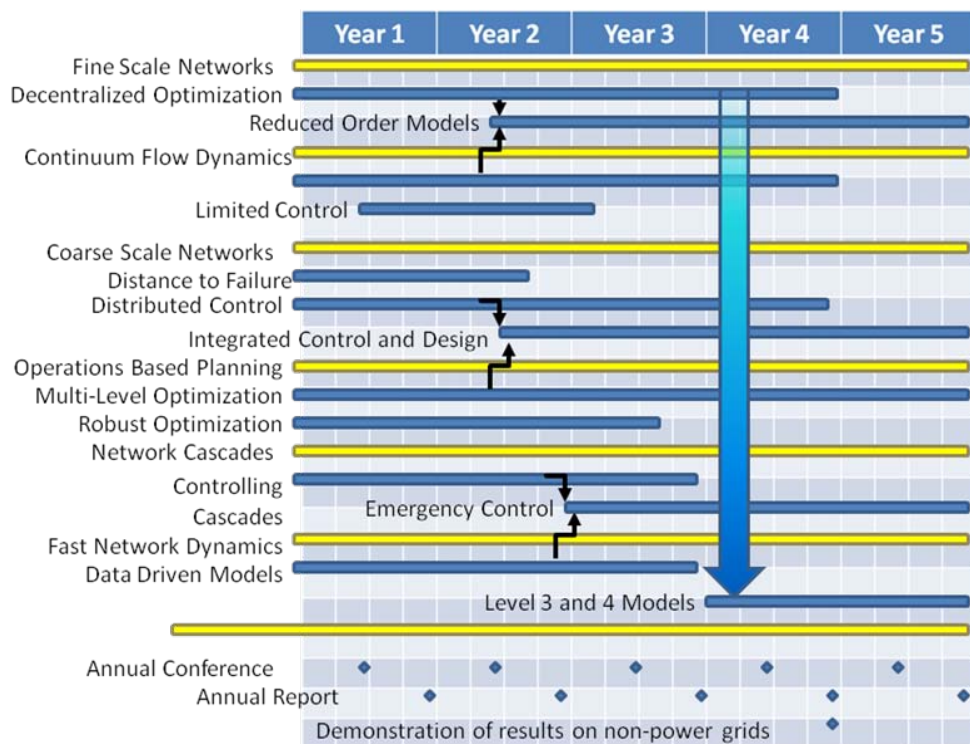 Year 1 Year 2 Year 3 Year 4 Year 5
Fine Scale Networks
Decentralized Optimization
Reduced Order Models
Continuum Flow Dynamics
Limited Control
Coarse Scale Networks
Distance to Failure
Distributed Control
Integrated Control and Design
Operations Based Planning
Multi-Level Optimization
Robust Optimization
Network Cascades
Controlling
Cascades
Emergency Control
Fast Network Dynamics
Data Driven Models
Level 3 and 4 Models
Annual Conference
Annual Report
Demonstration of results on non-power grids